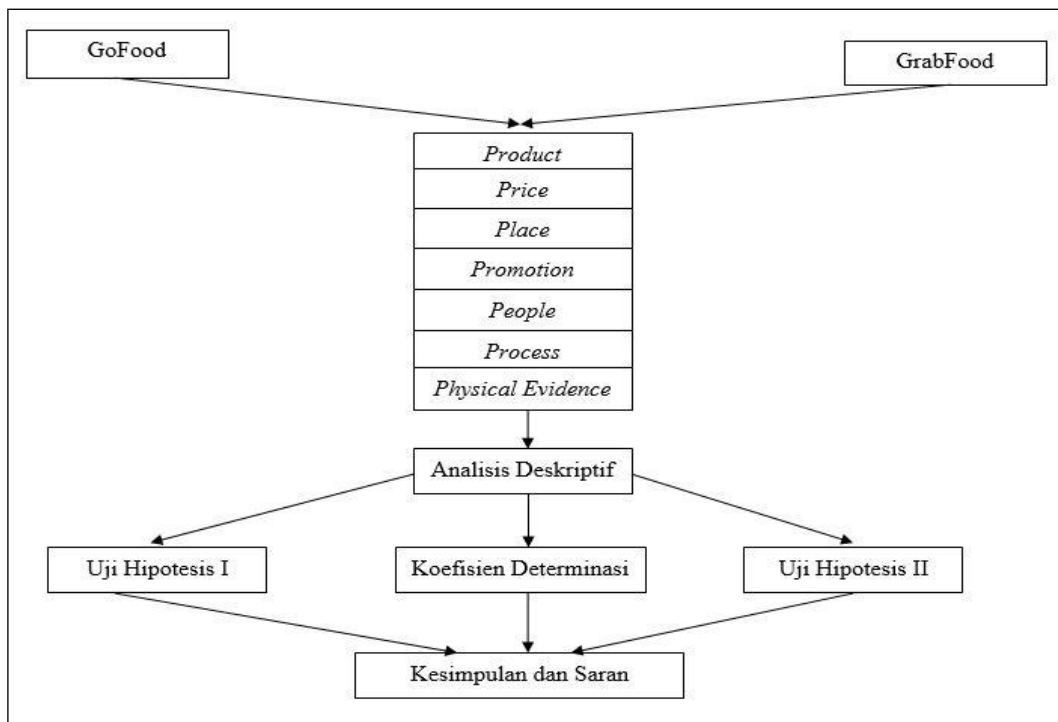 GoFood
GrabFood
Product
Price
Place
Promotion
People
Process
Physical Evidence
Analisis Deskriptif
Uji Hipotesis I
Koefisien Determinasi
Uji Hipotesis II
Kesimpulan dan Saran